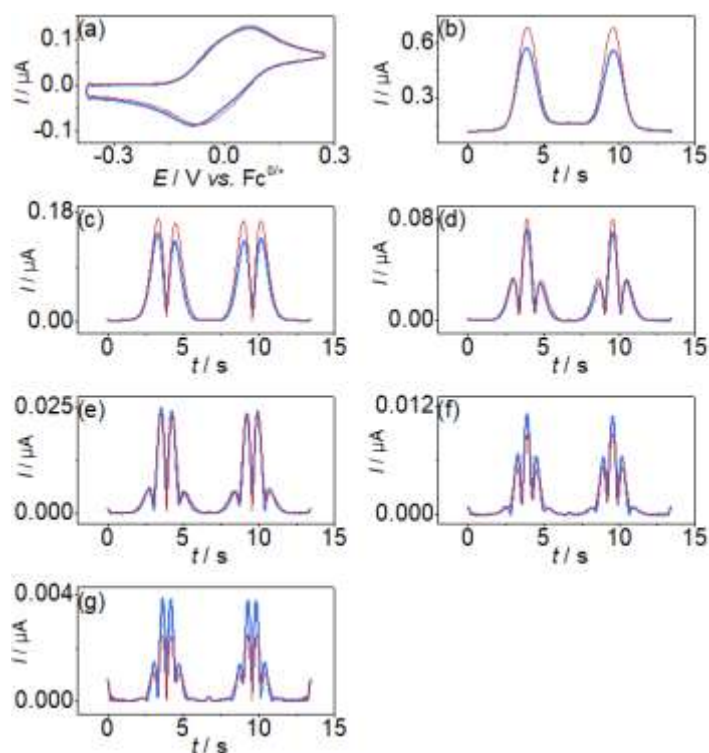 (a)
0.1
0.0
-0.1
I / µA
-0.3 0.0 0.3
E / V vs. Fc⁰/⁺
(b)
0.6
0.3
I / µA
0 5 10 15
t / s
(c)
0.18
0.00
I / µA
0 5 10 15
t / s
(d)
0.08
0.00
I / µA
0 5 10 15
t / s
(e)
0.025
0.000
I / µA
0 5 10 15
t / s
(f)
0.012
0.000
I / µA
0 5 10 15
t / s
(g)
0.004
0.000
I / µA
0 5 10 15
t / s